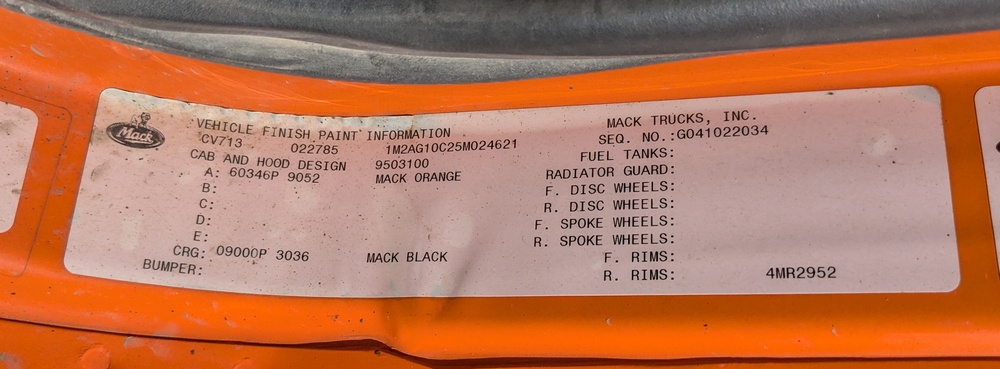 Mack
VEHICLE FINISH PAINT INFORMATION
CV713 022785 1M2AG10C25M024621
CAB AND HOOD DESIGN 9503100
A: 60346P 9052 MACK ORANGE
B:
C:
D:
E:
CRG: 09000P 3036 MACK BLACK
BUMPER:
MACK TRUCKS, INC.
SEQ. NO.:G041022034
FUEL TANKS:
RADIATOR GUARD:
F. DISC WHEELS:
R. DISC WHEELS:
F. SPOKE WHEELS:
R. SPOKE WHEELS:
F. RIMS:
R. RIMS: 4MR2952